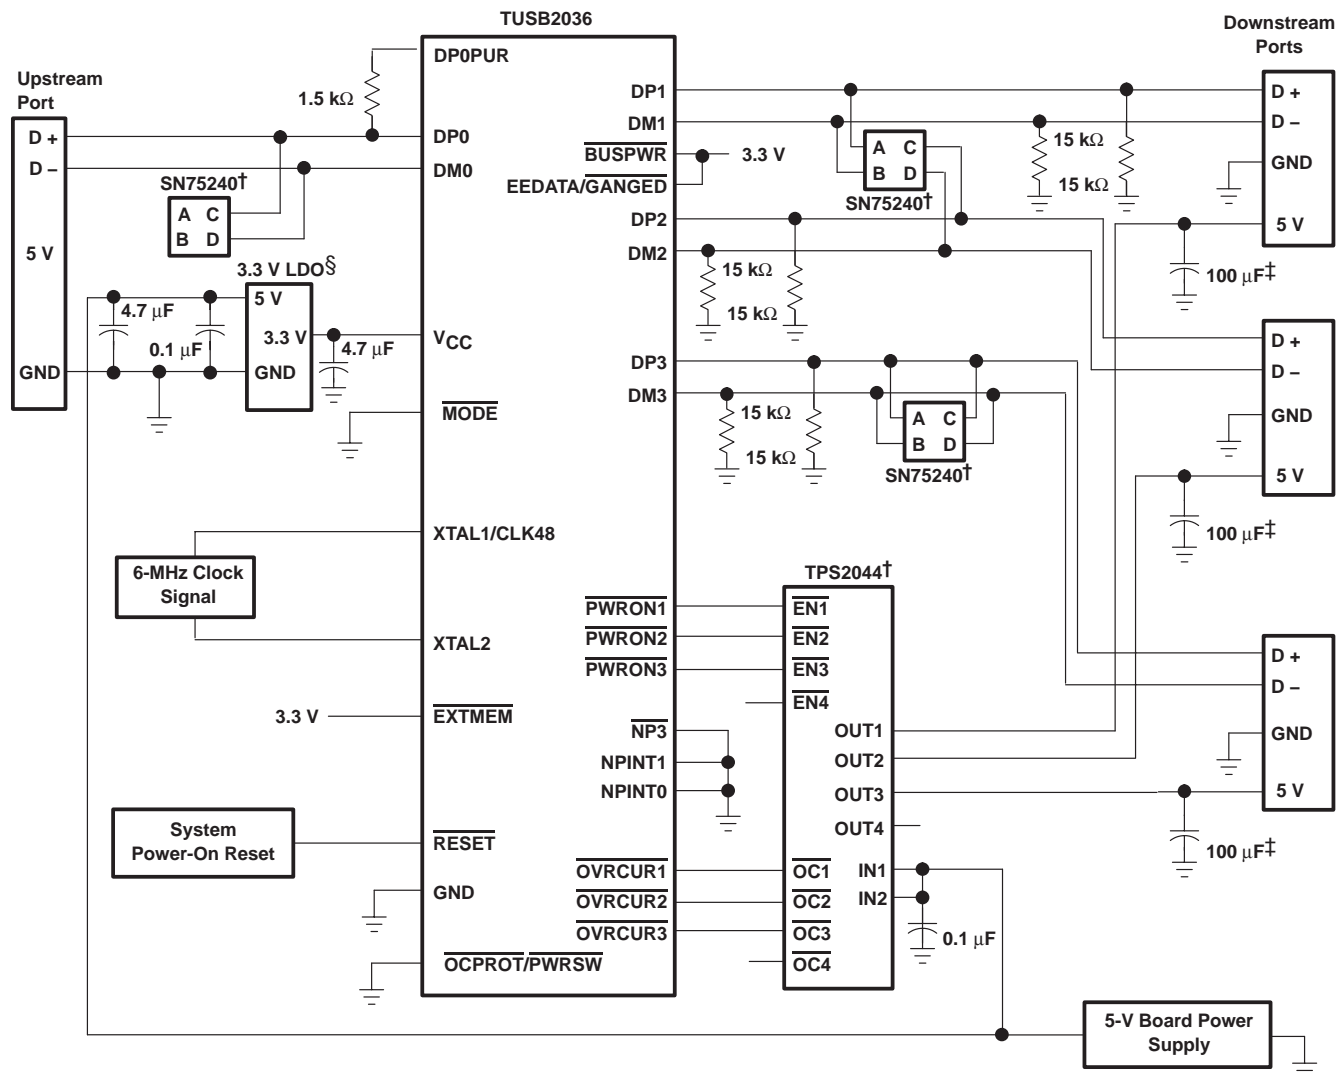 TUSB2036
Downstream
Ports
Upstream
Port
D +
D –
5 V
GND
1.5 kΩ
SN75240†
A C
B D
3.3 V LDO§
5 V
3.3 V
GND
4.7 μF
0.1 μF
4.7 μF
6-MHz Clock
Signal
3.3 V
System
Power-On Reset
DP0PUR
DP0
DM0
VCC
MODE
XTAL1/CLK48
XTAL2
EXTMEM
RESET
GND
OCPROT/PWRSW
DP1
DM1
BUSPWR
EEDATA/GANGED
DP2
DM2
DP3
DM3
PWRON1
PWRON2
PWRON3
NP3
NPINT1
NPINT0
OVRCUR1
OVRCUR2
OVRCUR3
3.3 V
A C
B D
SN75240†
15 kΩ
15 kΩ
15 kΩ
15 kΩ
15 kΩ
15 kΩ
A C
B D
SN75240†
TPS2044†
EN1
EN2
EN3
EN4
OUT1
OUT2
OUT3
OUT4
OC1
OC2
OC3
OC4
IN1
IN2
0.1 μF
D +
D –
GND
5 V
100 μF‡
D +
D –
GND
5 V
100 μF‡
D +
D –
GND
5 V
100 μF‡
5-V Board Power
Supply